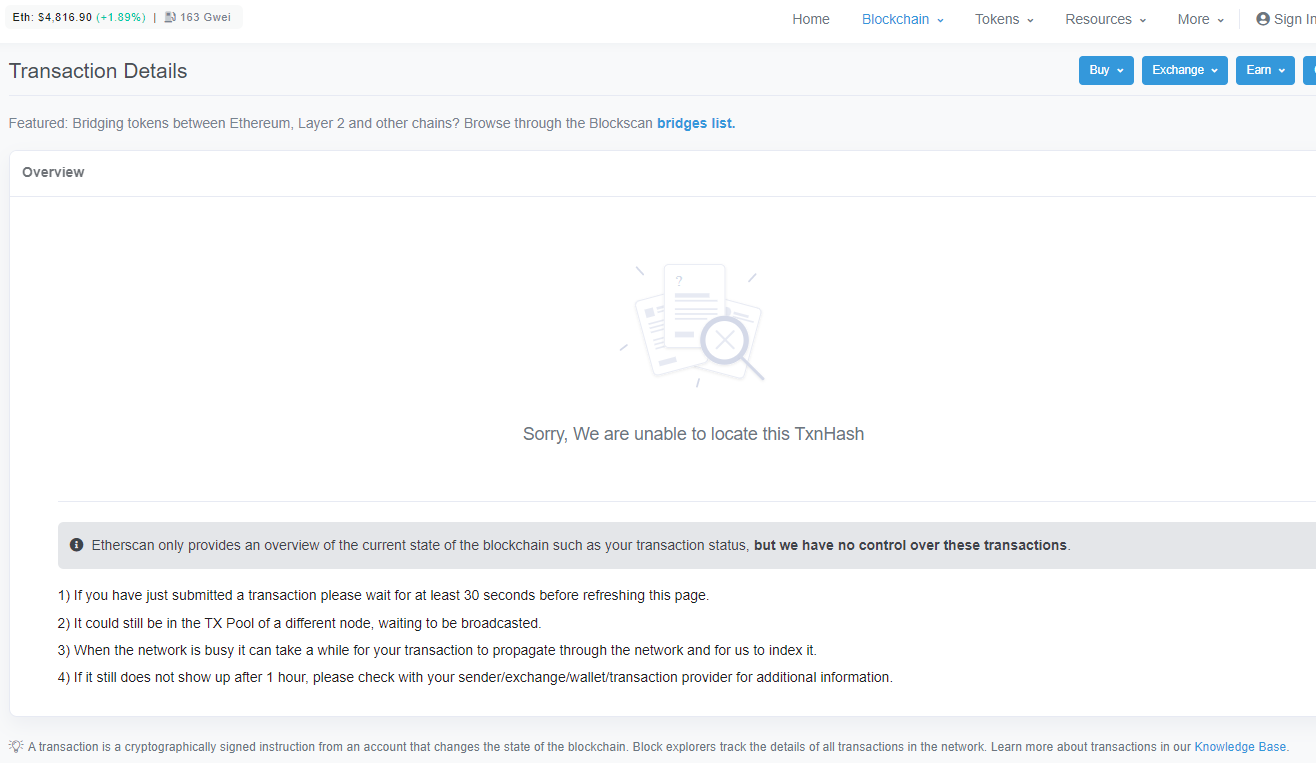 Eth: $4,816.90 (+1.89%) | 163 Gwei
Home Blockchain Tokens Resources More Sign In
Transaction Details
Buy Exchange Earn
Featured: Bridging tokens between Ethereum, Layer 2 and other chains? Browse through the Blockscan bridges list.
Overview
?
Sorry, We are unable to locate this TxnHash
Etherscan only provides an overview of the current state of the blockchain such as your transaction status, but we have no control over these transactions.
1) If you have just submitted a transaction please wait for at least 30 seconds before refreshing this page.
2) It could still be in the TX Pool of a different node, waiting to be broadcasted.
3) When the network is busy it can take a while for your transaction to propagate through the network and for us to index it.
4) If it still does not show up after 1 hour, please check with your sender/exchange/wallet/transaction provider for additional information.
A transaction is a cryptographically signed instruction from an account that changes the state of the blockchain. Block explorers track the details of all transactions in the network. Learn more about transactions in our Knowledge Base.